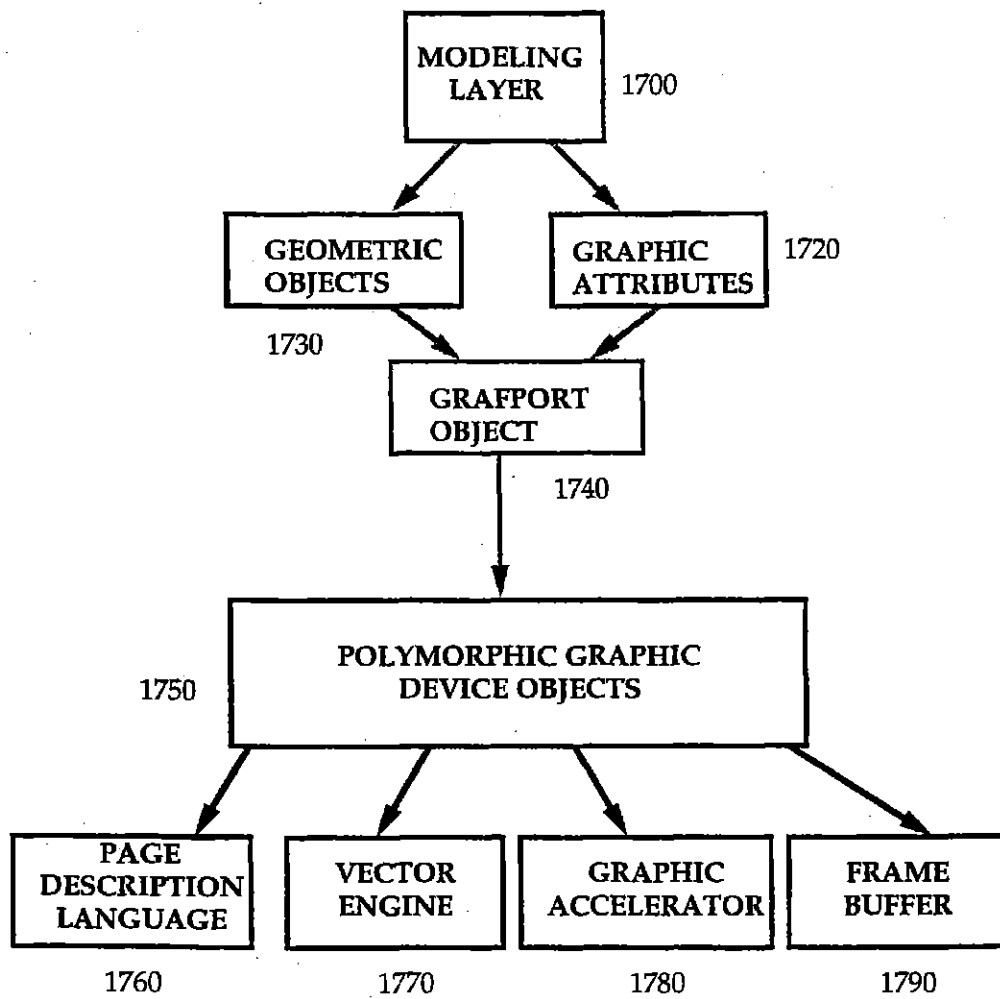 MODELING
LAYER
1700
GEOMETRIC
OBJECTS
1730
GRAPHIC
ATTRIBUTES
1720
GRAFPORT
OBJECT
1740
POLYMORPHIC GRAPHIC
DEVICE OBJECTS
1750
PAGE
DESCRIPTION
LANGUAGE
1760
VECTOR
ENGINE
1770
GRAPHIC
ACCELERATOR
1780
FRAME
BUFFER
1790